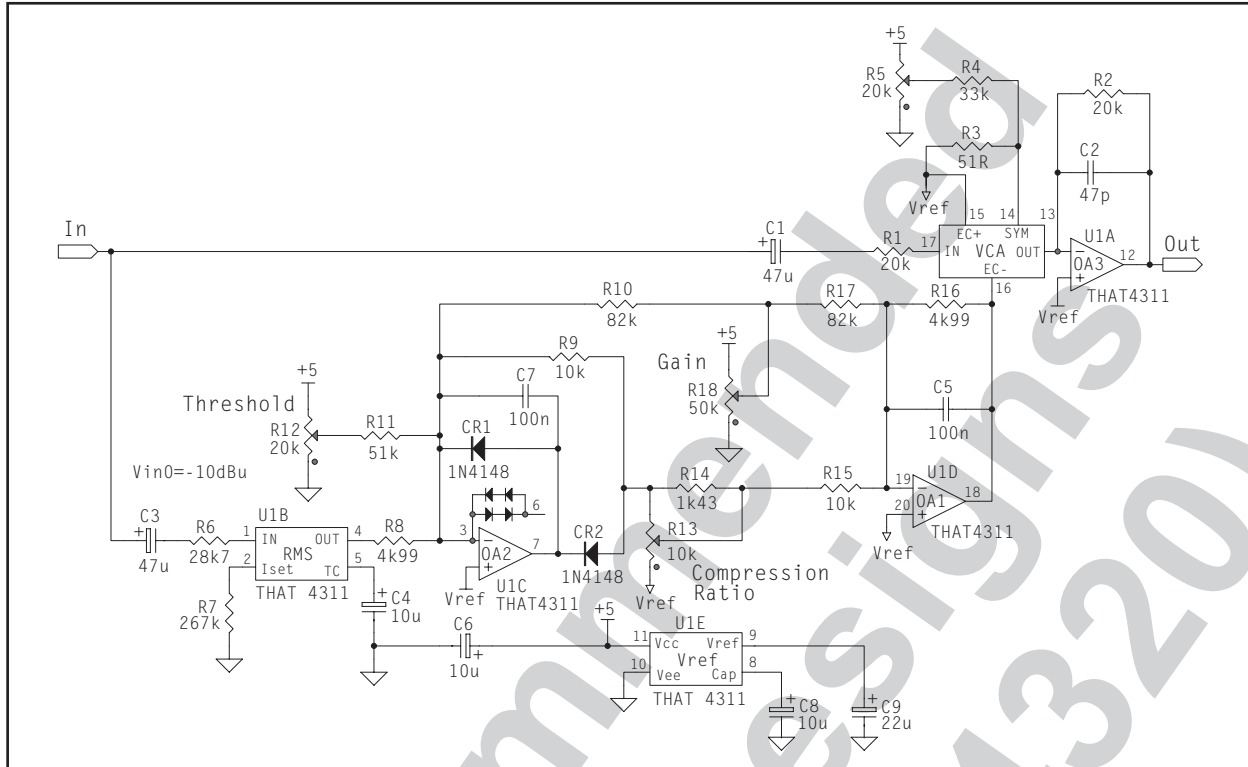 +5
R5
20k
R4
33k
R2
20k
R3
51R
C2
47p
Vref
15
14
13
In
C1
+
47u
R1
20k
17
EC+
SYM
IN
VCA
OUT
EC-
16
U1A
−
OA3
+
12
Out
THAT4311
Vref
R10
82k
R17
82k
R16
4k99
R9
10k
+5
Gain
R18
50k
C7
100n
C5
100n
+5
Threshold
R12
20k
R11
51k
CR1
1N4148
Vin0=-10dBu
R14
1k43
R15
10k
19
20
−
OA1
+
U1D
18
THAT4311
Vref
C3
+
47u
R6
28k7
U1B
1
IN
OUT
4
RMS
2
Iset
TC
5
THAT 4311
R8
4k99
3
6
−
OA2
+
7
Vref
U1C
THAT4311
CR2
1N4148
R13
10k
Vref
Compression
Ratio
R7
267k
+
C4
10u
C6
+
10u
+5
U1E
11
Vcc
Vref
9
Vref
10
Vee
Cap
8
THAT 4311
+
C8
10u
+
C9
22u
mmended
esigns
4320)